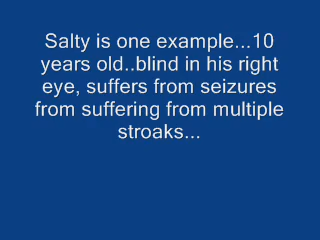 Salty is one example...10
years old..blind in his right
eye, suffers from seizures
from suffering from multiple
stroaks...